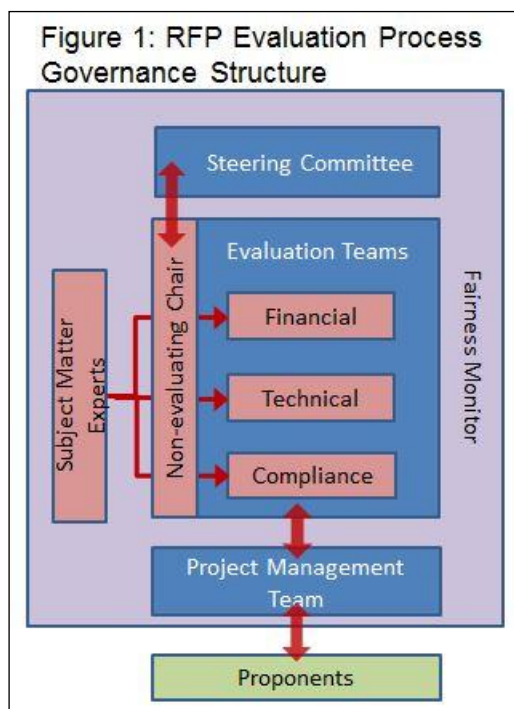 Figure 1: RFP Evaluation Process
Governance Structure
Steering Committee
Evaluation Teams
Non-evaluating Chair
Fairness Monitor
Subject Matter
Experts
Financial
Technical
Compliance
Project Management
Team
Proponents